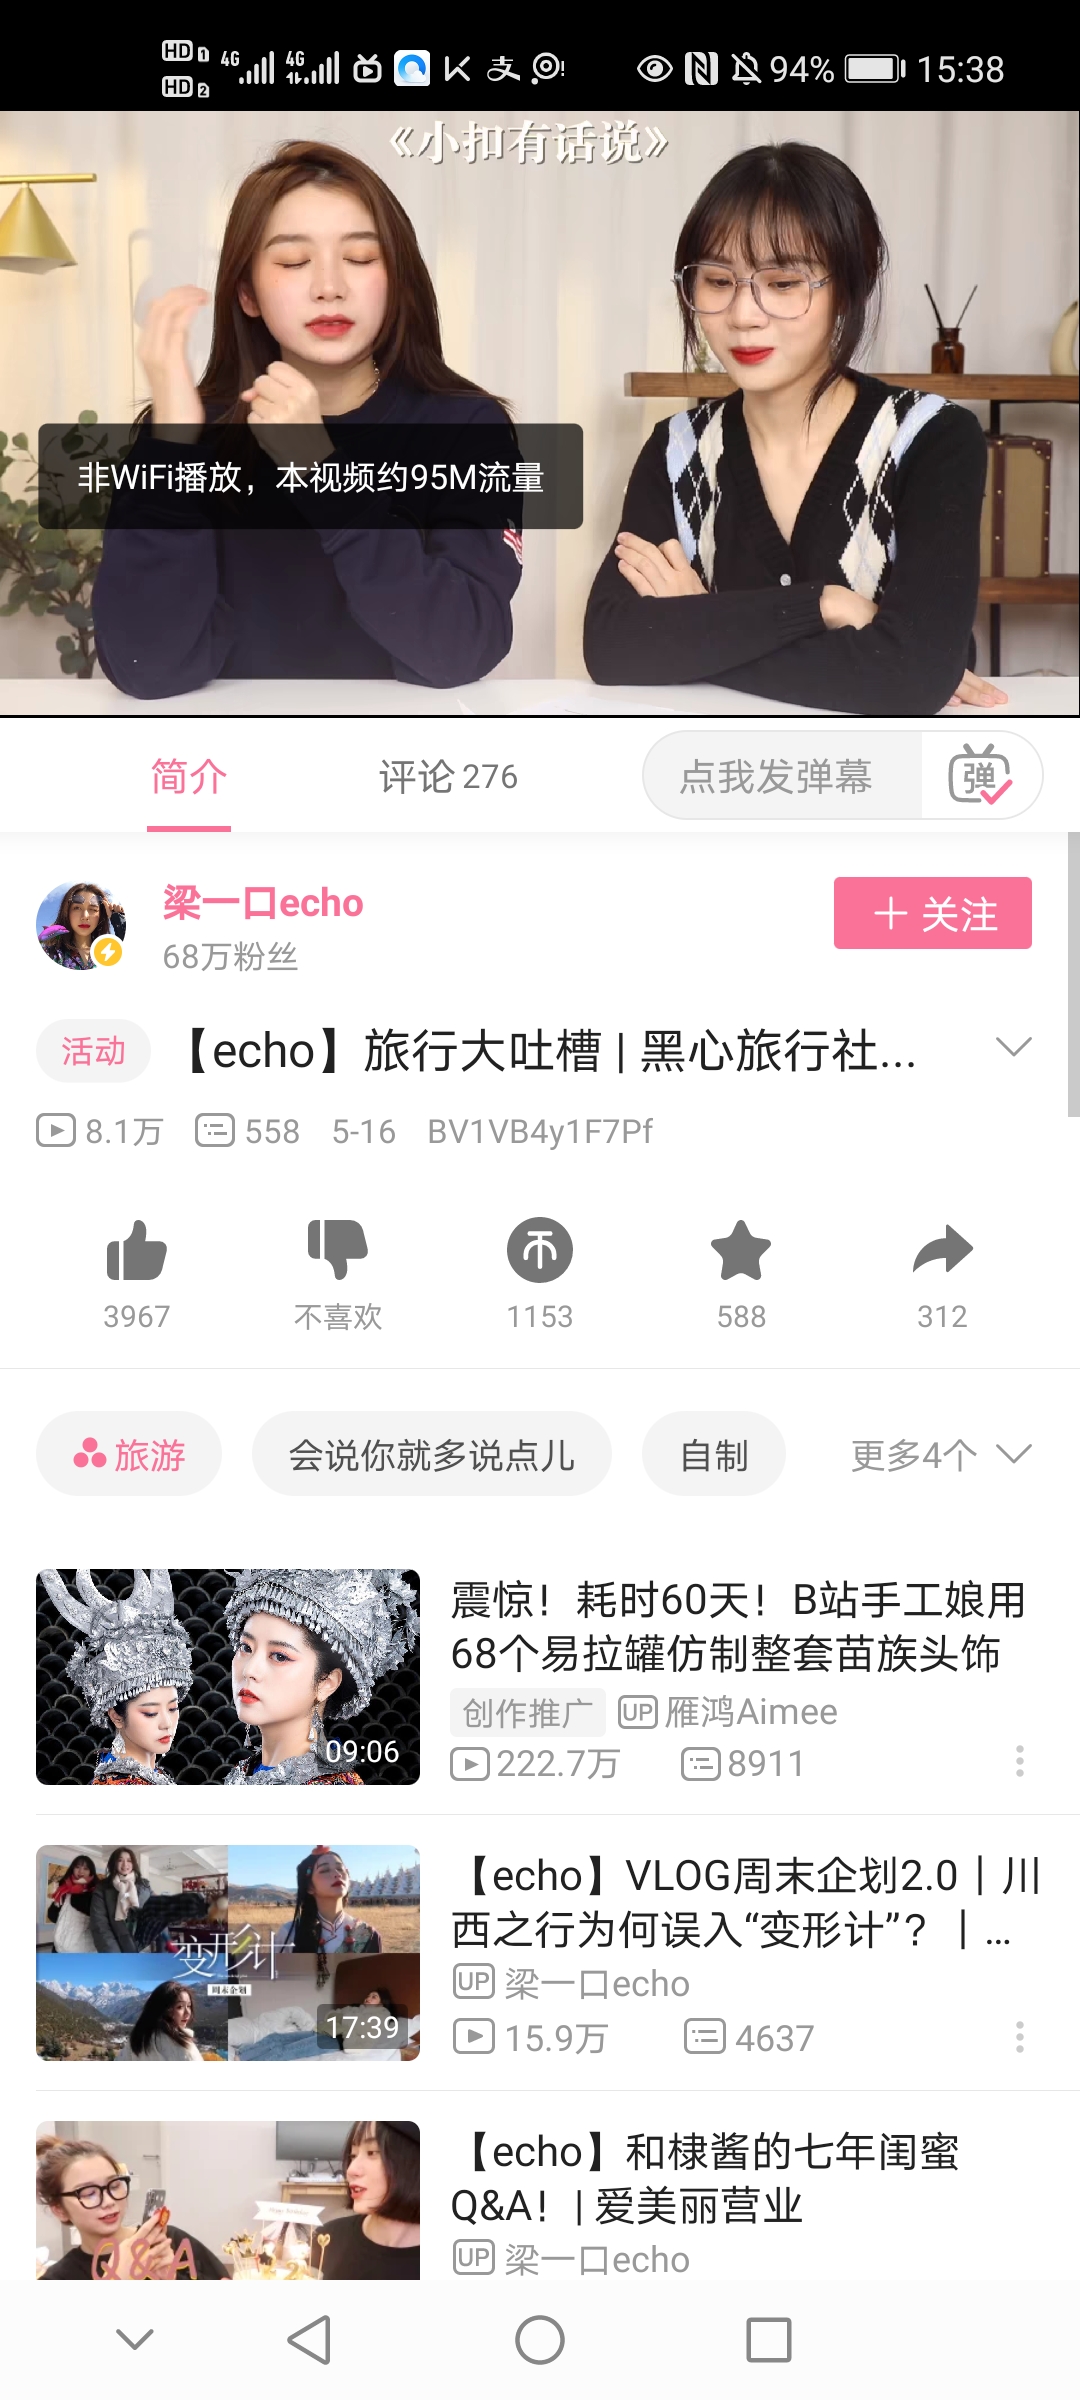 HD 1 4G 4G 94% 15:38
HD 2
《小扣有话说》
非WiFi播放，本视频约95M流量
简介 评论 276 点我发弹幕 弹
梁一口echo
68万粉丝
+ 关注
活动 【echo】旅行大吐槽 | 黑心旅行社...
8.1万 558 5-16 BV1VB4y1F7Pf
3967 不喜欢 1153 588 312
旅游 会说你就多说点儿 自制 更多4个
震惊！耗时60天！B站手工娘用
68个易拉罐仿制整套苗族头饰
创作推广 UP 雁鸿Aimee
09:06
222.7万 8911
【echo】VLOG周末企划2.0｜川
西之行为何误入“变形计”？｜...
变形计
周末企划
UP 梁一口echo
17:39
15.9万 4637
【echo】和棣酱的七年闺蜜
Q&A！| 爱美丽营业
Q&A
UP 梁一口echo